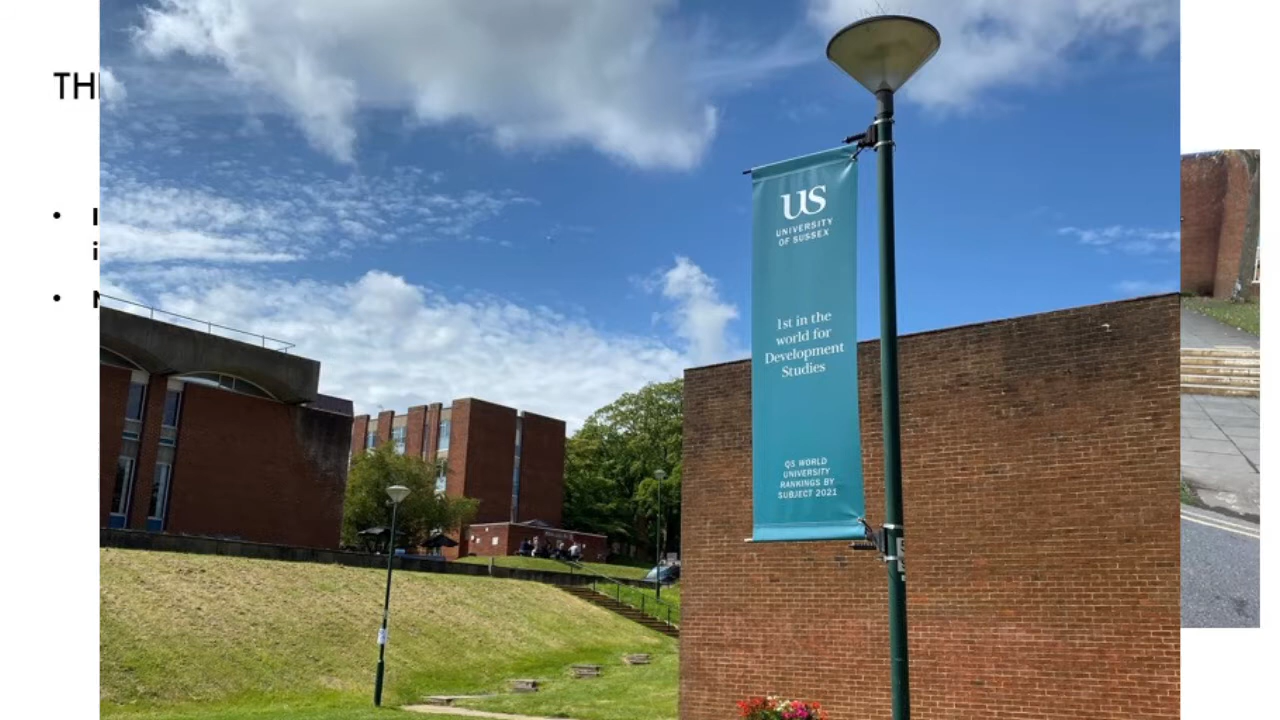 TH
US
UNIVERSITY
OF SUSSEX
1st in the
world for
Development
Studies
QS WORLD
UNIVERSITY
RANKINGS BY
SUBJECT 2021